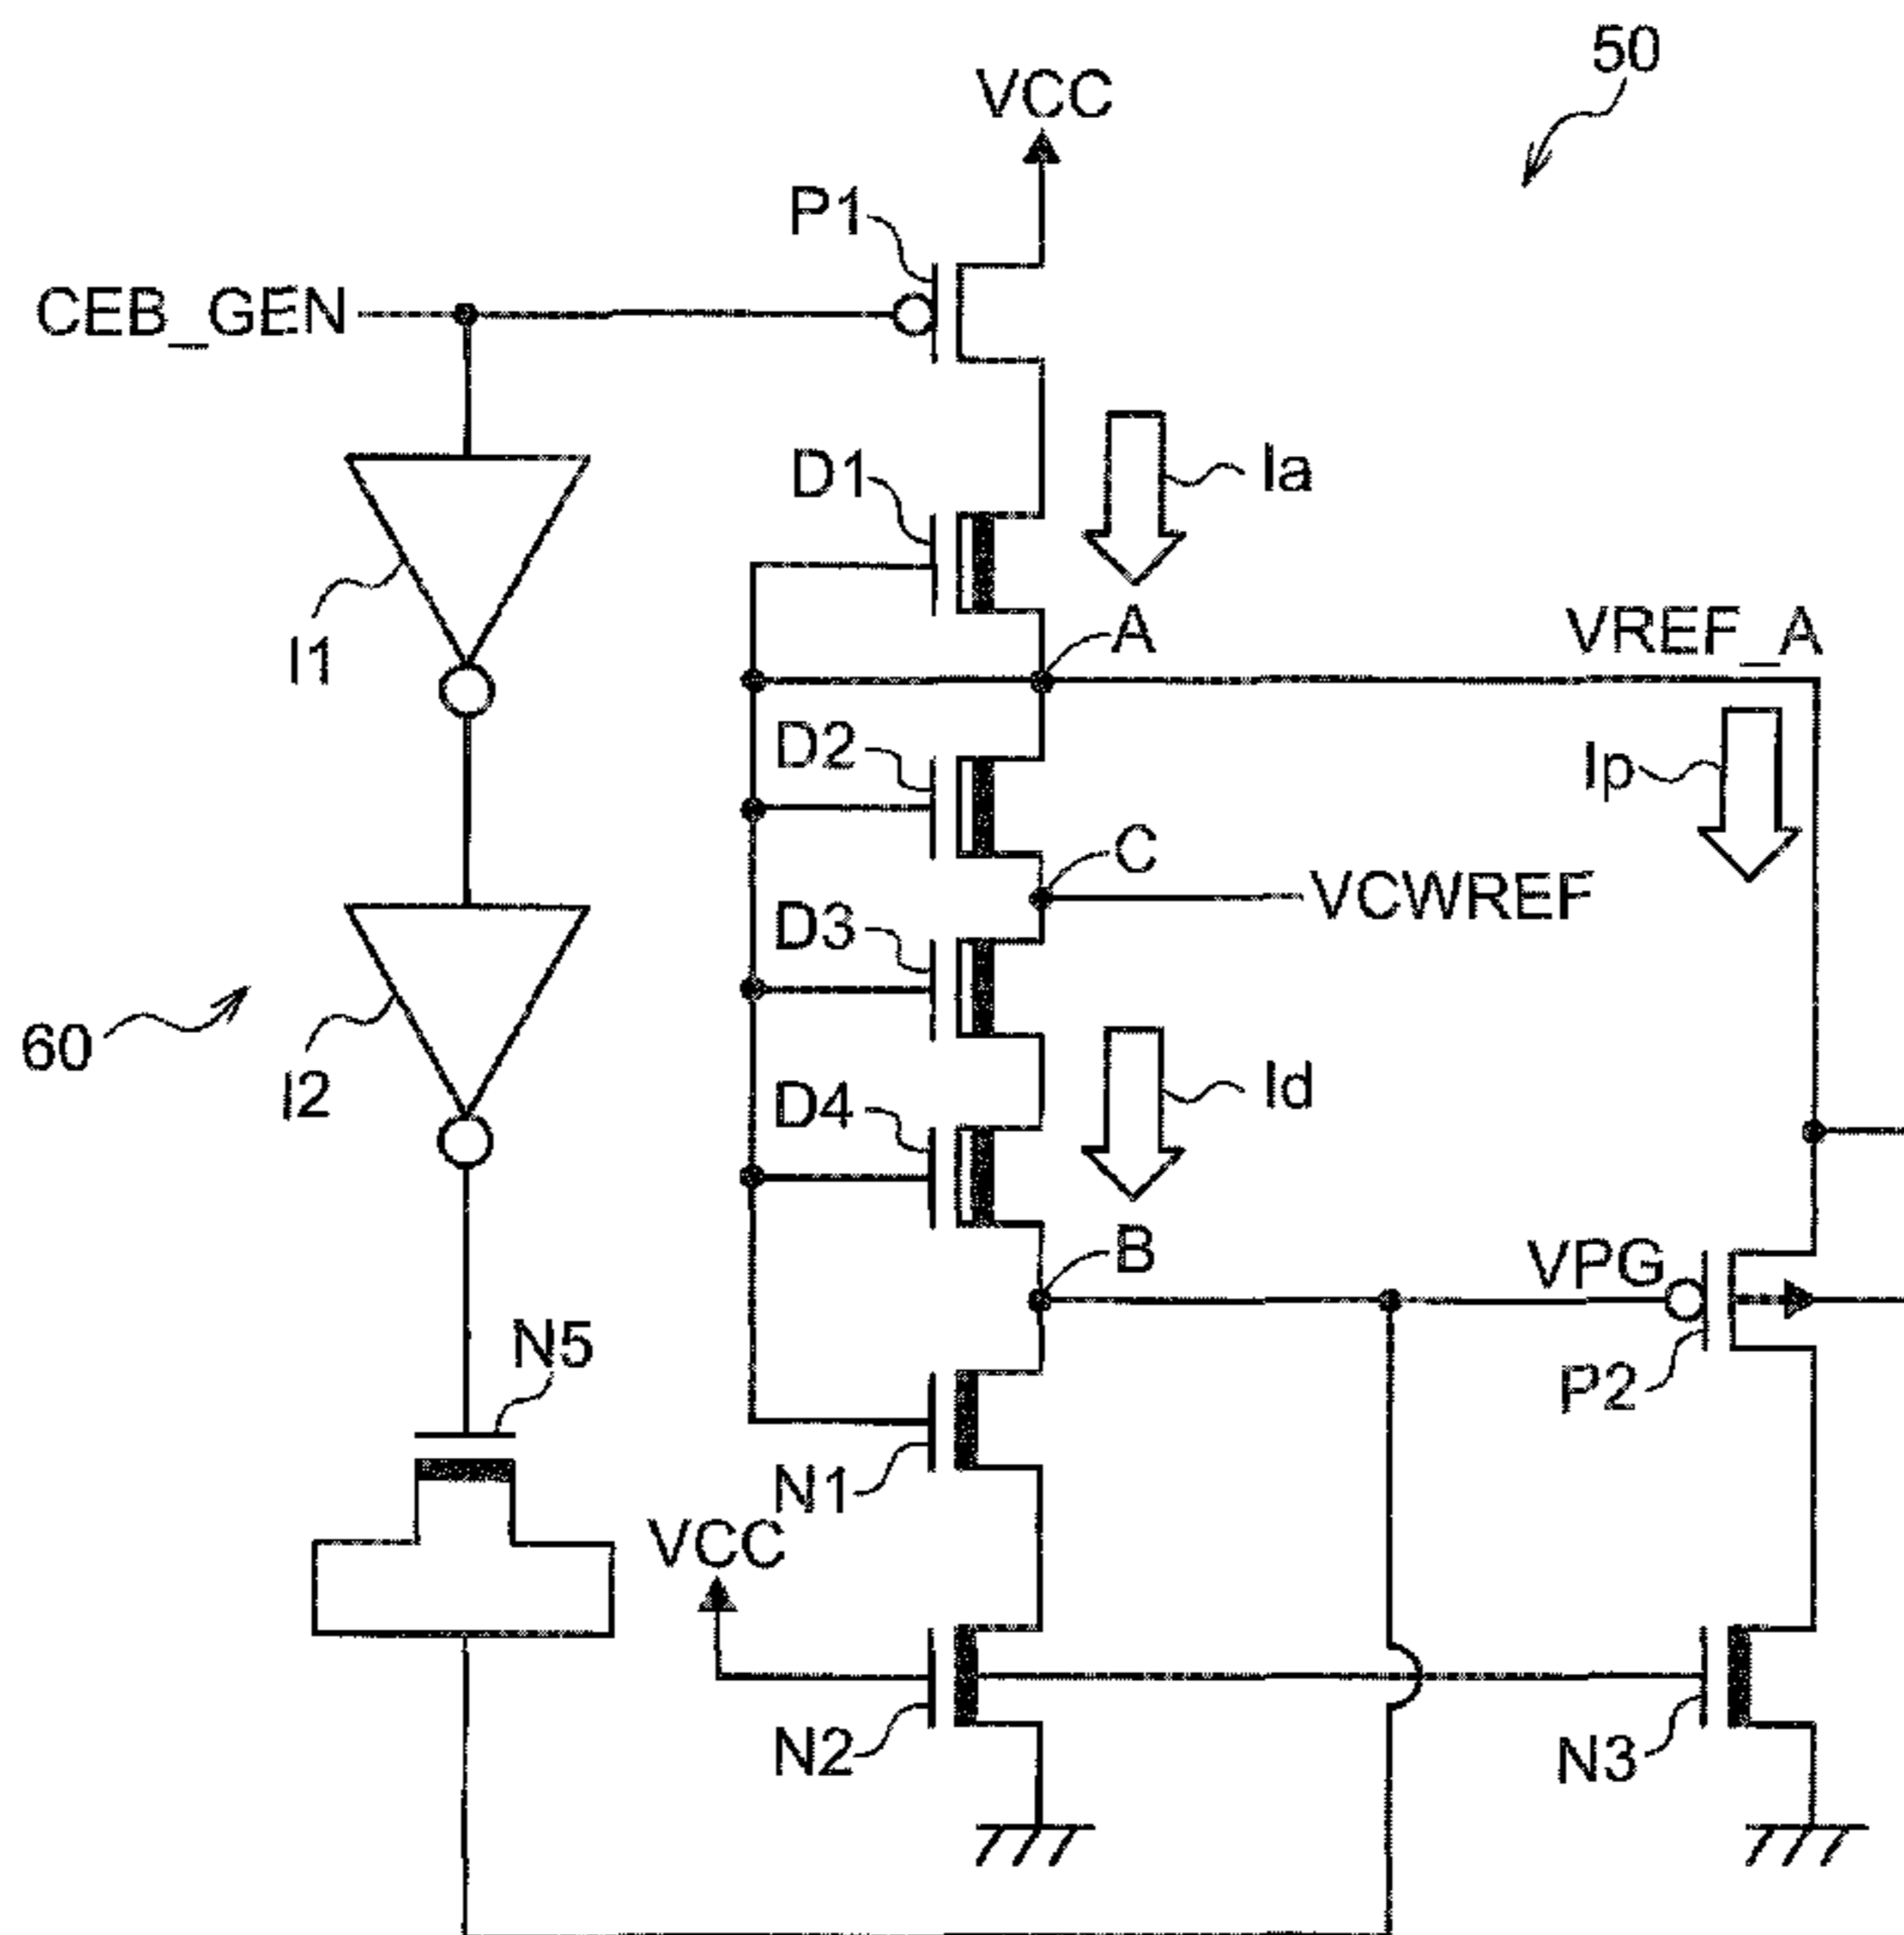 50
VCC
P1
CEB_GEN
D1
Ia
I1
A
VREF_A
D2
Ip
C
VCWREF
D3
60
I2
D4
Id
B
VPG
N5
P2
N1
VCC
N2
N3